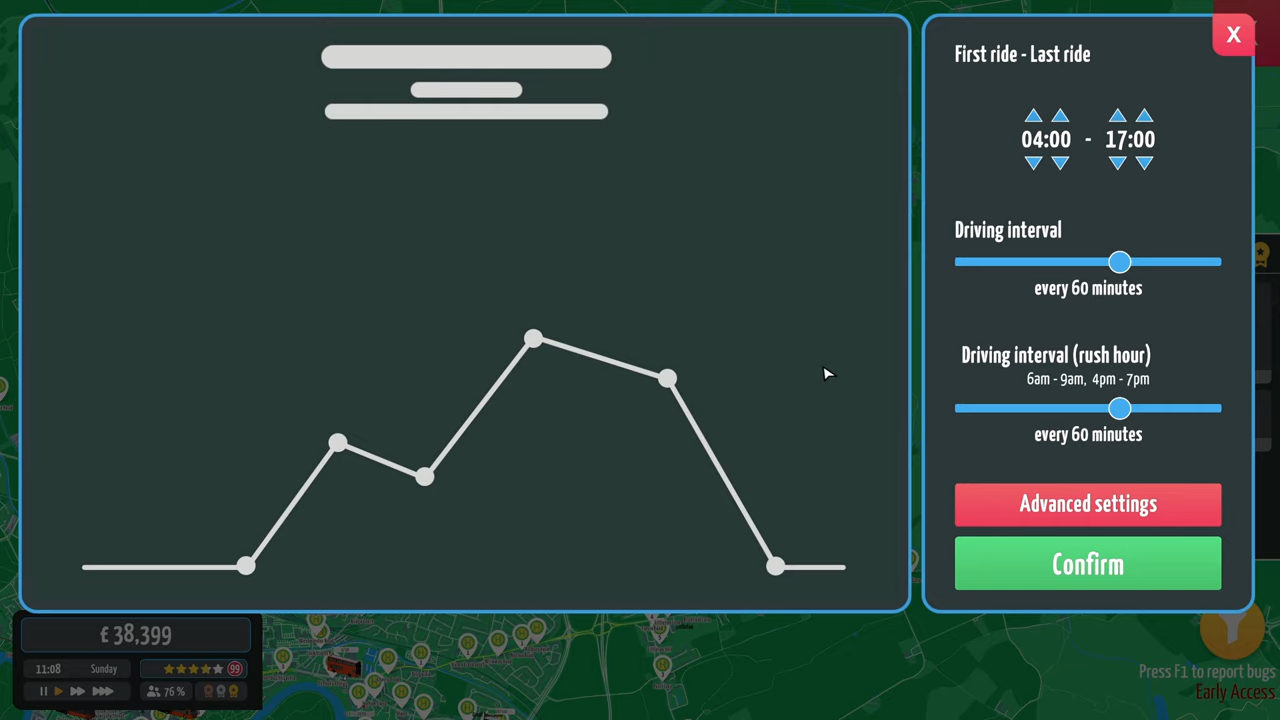 X
First ride - Last ride
04:00 - 17:00
Driving interval
every 60 minutes
Driving interval (rush hour)
6am - 9am, 4pm - 7pm
every 60 minutes
Advanced settings
Confirm
€ 38,399
11:08 Sunday
99
76 %
Press F1 to report bugs
Early Access